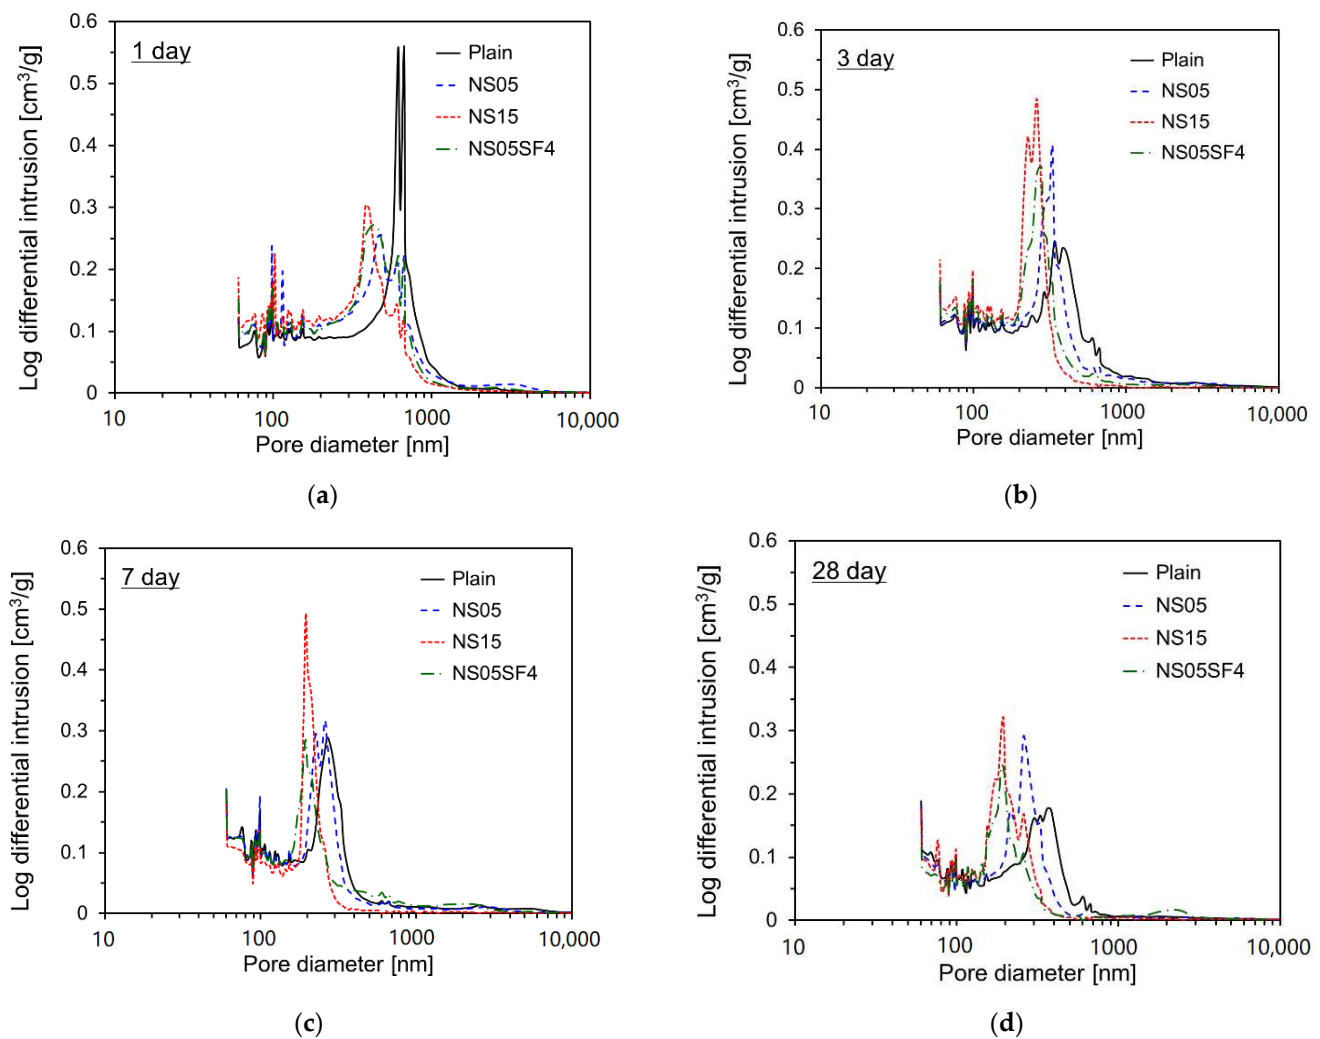 1 day
Plain
NS05
NS15
NS05SF4
Log differential intrusion [cm³/g]
0.6
0.5
0.4
0.3
0.2
0.1
0
10
100
1000
10,000
Pore diameter [nm]
(a)
3 day
Plain
NS05
NS15
NS05SF4
Log differential intrusion [cm³/g]
0.6
0.5
0.4
0.3
0.2
0.1
0
10
100
1000
10,000
Pore diameter [nm]
(b)
7 day
Plain
NS05
NS15
NS05SF4
Log differential intrusion [cm³/g]
0.6
0.5
0.4
0.3
0.2
0.1
0
10
100
1000
10,000
Pore diameter [nm]
(c)
28 day
Plain
NS05
NS15
NS05SF4
Log differential intrusion [cm³/g]
0.6
0.5
0.4
0.3
0.2
0.1
0
10
100
1000
10,000
Pore diameter [nm]
(d)